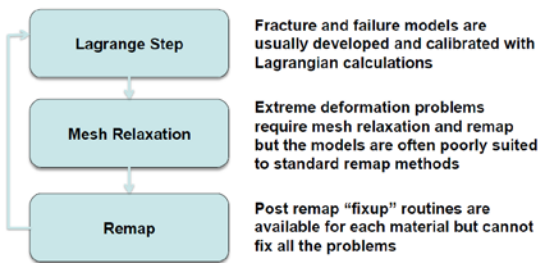 Lagrange Step
Fracture and failure models are
usually developed and calibrated with
Lagrangian calculations
Mesh Relaxation
Extreme deformation problems
require mesh relaxation and remap
but the models are often poorly suited
to standard remap methods
Remap
Post remap “fixup” routines are
available for each material but cannot
fix all the problems